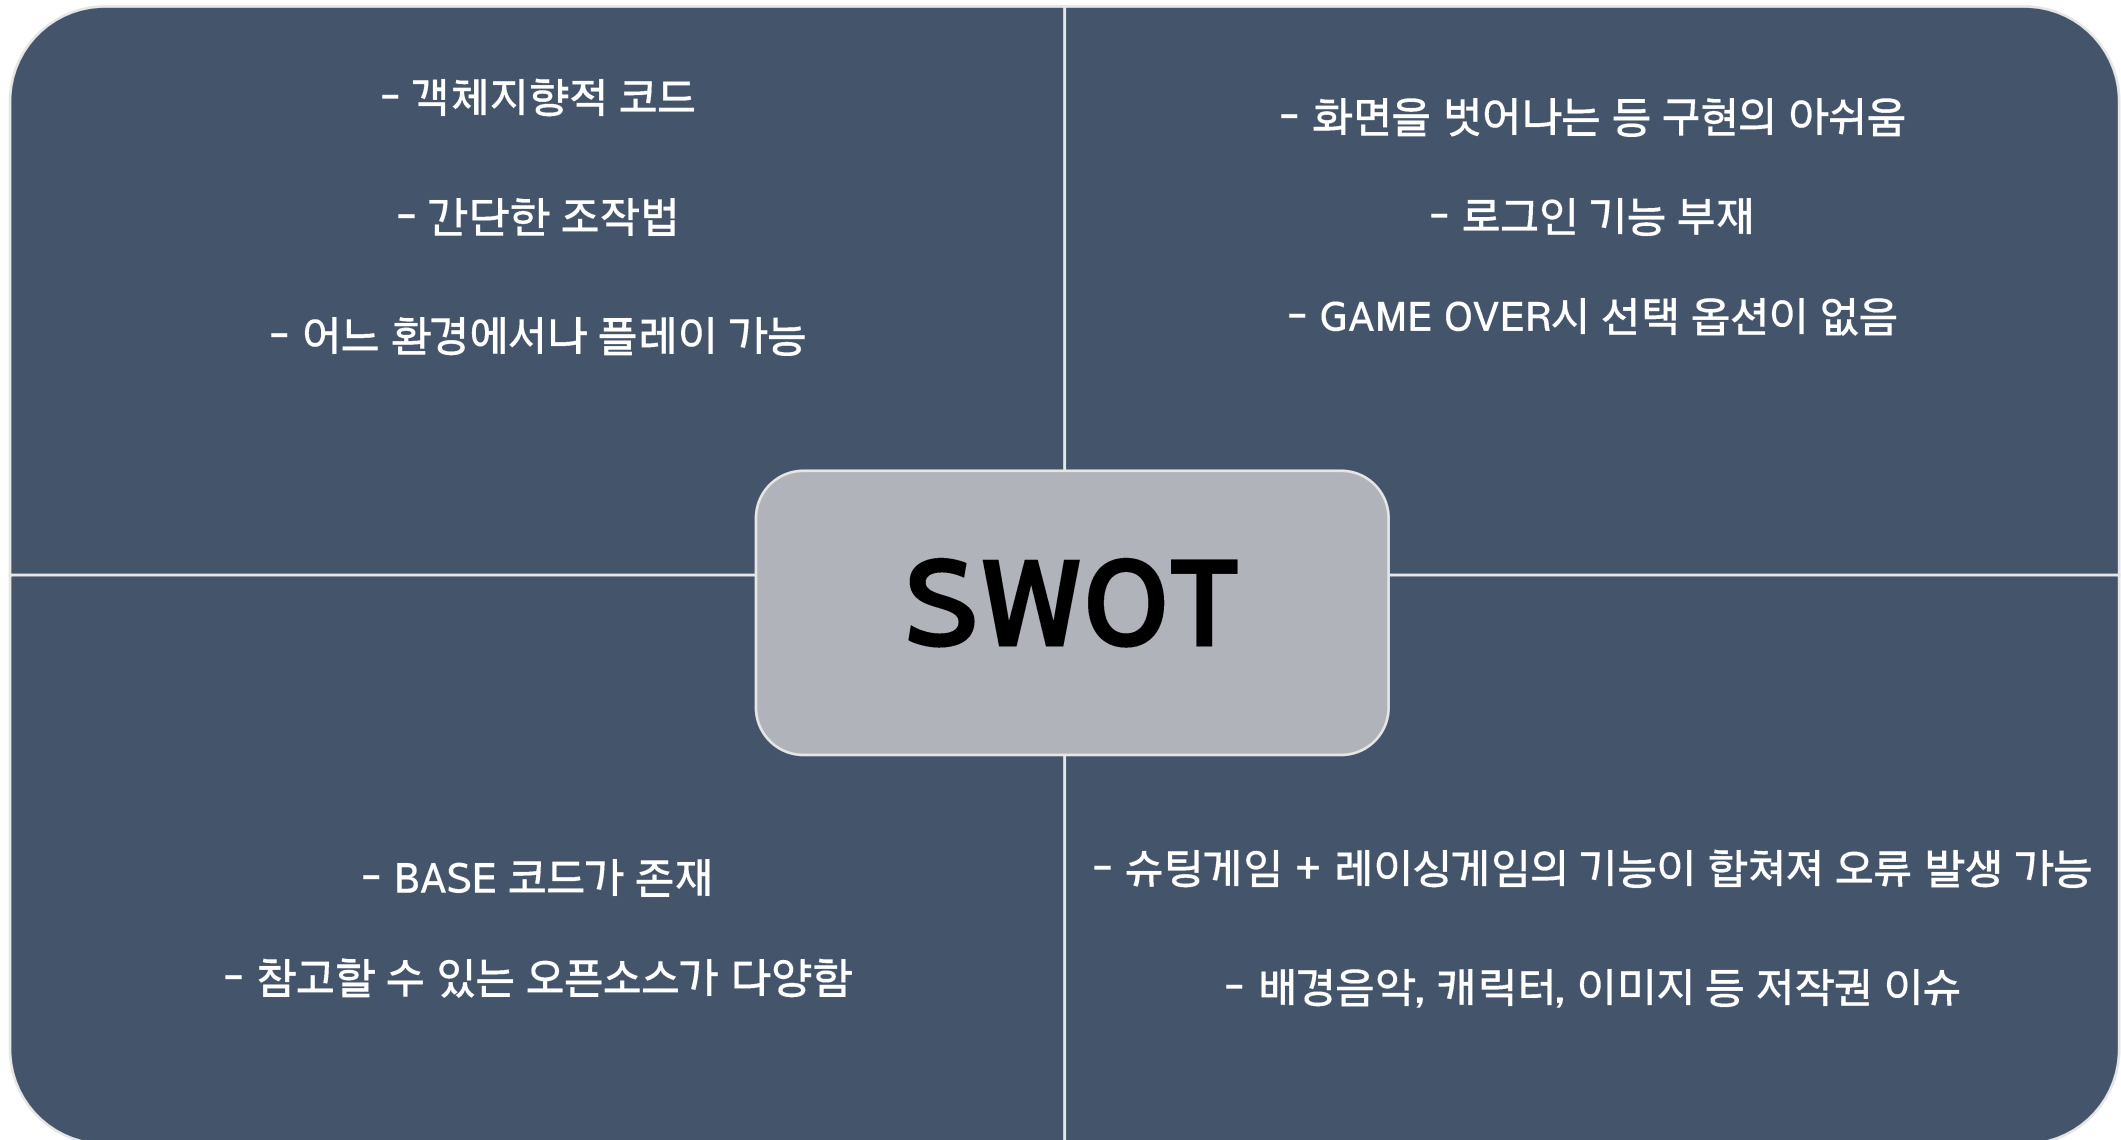 - 객체지향적 코드
- 간단한 조작법
- 어느 환경에서나 플레이 가능
- 화면을 벗어나는 등 구현의 아쉬움
- 로그인 기능 부재
- GAME OVER시 선택 옵션이 없음
SWOT
- BASE 코드가 존재
- 참고할 수 있는 오픈소스가 다양함
- 슈팅게임 + 레이싱게임의 기능이 합쳐져 오류 발생 가능
- 배경음악, 캐릭터, 이미지 등 저작권 이슈